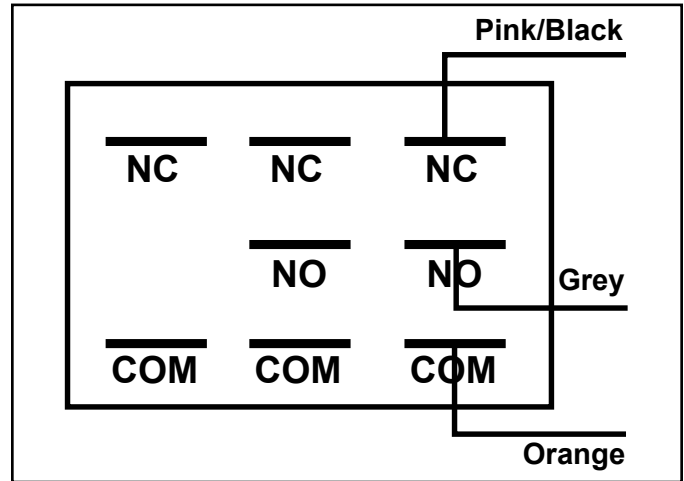 Pink/Black
NC NC NC
NO NO Grey
COM COM COM
Orange